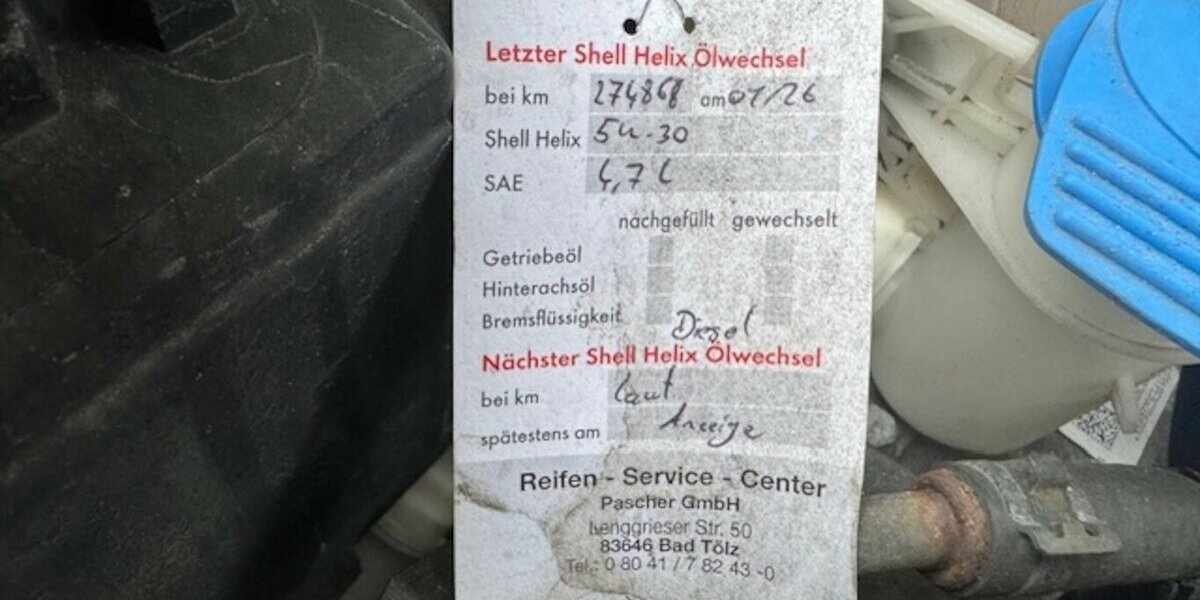 Letzter Shell Helix Ölwechsel
bei km 274868 am 01/26
Shell Helix 5W-30
SAE 4,7 L
nachgefüllt gewechselt
Getriebeöl
Hinterachsöl
Bremsflüssigkeit
Diesel
Nächster Shell Helix Ölwechsel
bei km laut
spätestens am Anzeige
Reifen - Service - Center
Pascher GmbH
Lenggrieser Str. 50
83646 Bad Tölz
Tel.: 0 80 41 / 7 82 43 -0